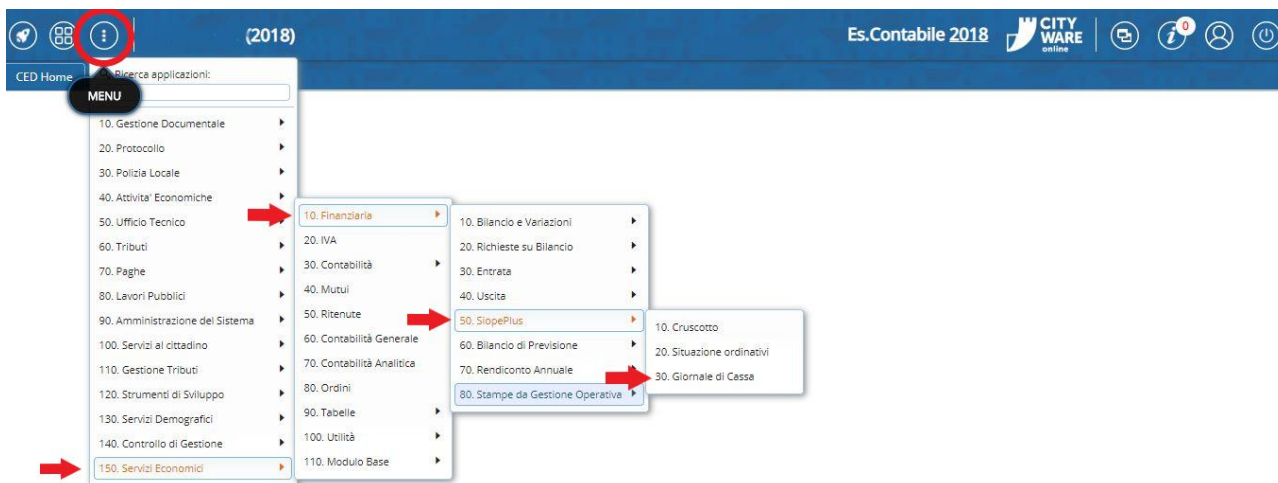 (2018)
Es.Contabile 2018
CITY
WARE
online
0
CED Home
Ricerca applicazioni:
MENU
10. Gestione Documentale
20. Protocollo
30. Polizia Locale
40. Attivita' Economiche
50. Ufficio Tecnico
60. Tributi
70. Paghe
80. Lavori Pubblici
90. Amministrazione del Sistema
100. Servizi al cittadino
110. Gestione Tributi
120. Strumenti di Sviluppo
130. Servizi Demografici
140. Controllo di Gestione
150. Servizi Economici
10. Finanziaria
20. IVA
30. Contabilità
40. Mutui
50. Ritenute
60. Contabilità Generale
70. Contabilità Analitica
80. Ordini
90. Tabelle
100. Utilità
110. Modulo Base
10. Bilancio e Variazioni
20. Richieste su Bilancio
30. Entrata
40. Uscita
50. SiopePlus
60. Bilancio di Previsione
70. Rendiconto Annuale
80. Stampe da Gestione Operativa
10. Cruscotto
20. Situazione ordinativi
30. Giornale di Cassa